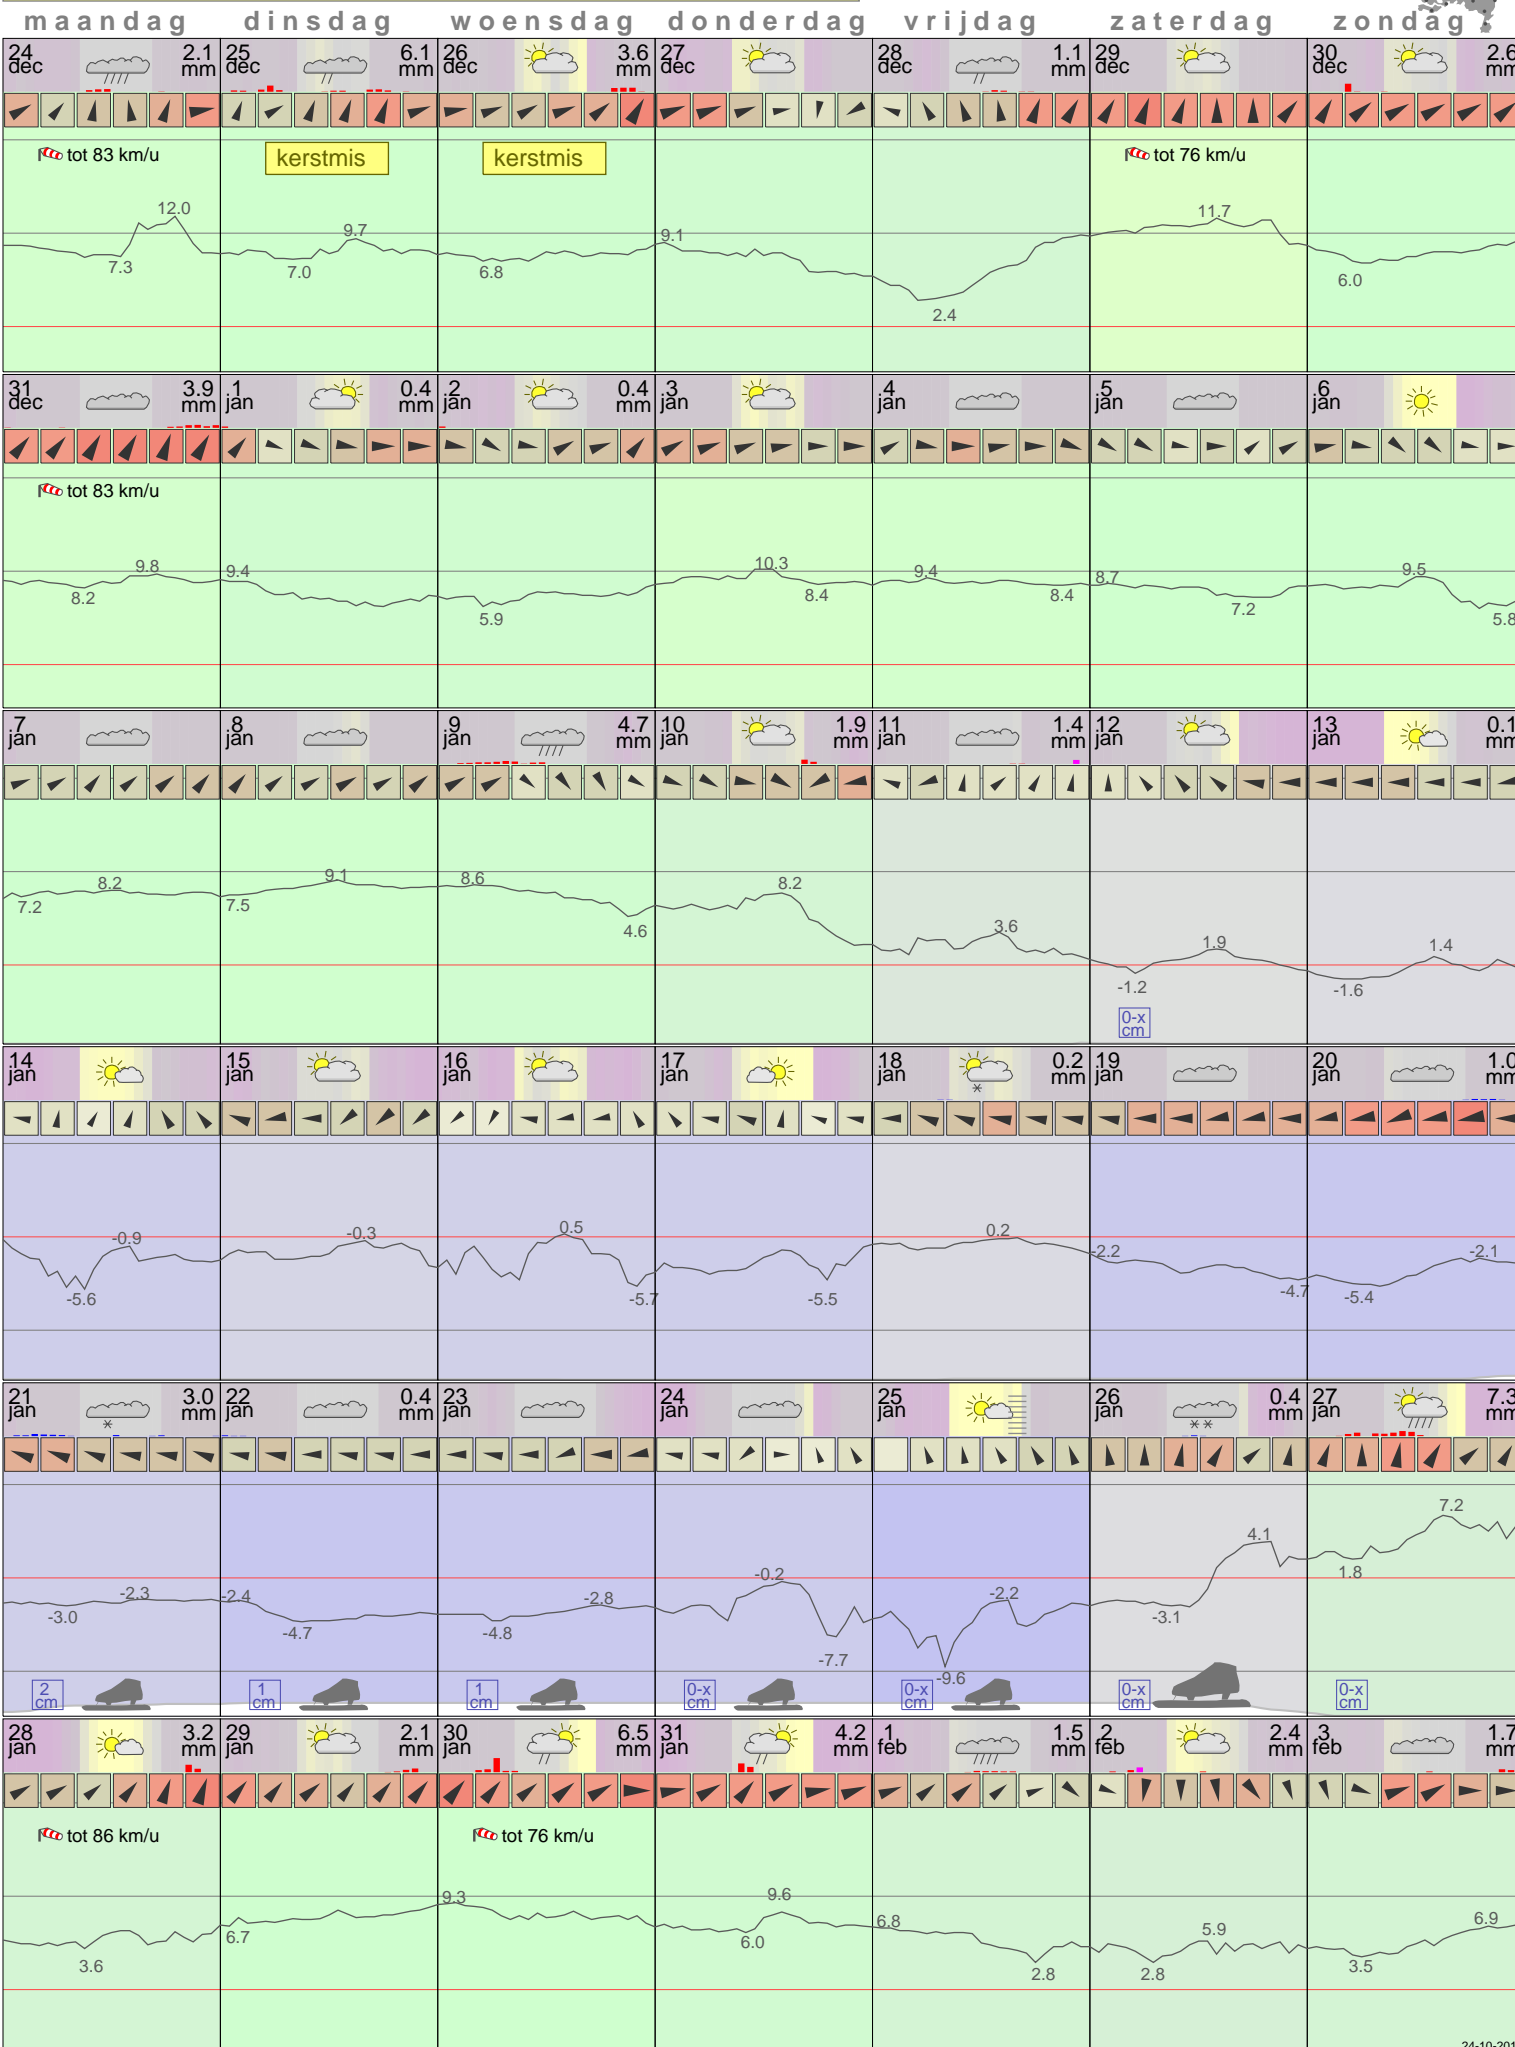 maandag dinsdag woensdag donderdag vrijdag zaterdag zondag
24 dec 2.1 mm 25 dec 6.1 mm 26 dec 3.6 mm 27 dec 28 dec 1.1 mm 29 dec 30 dec 2.6 mm
tot 83 km/u kerstmis kerstmis tot 76 km/u
12.0 7.3 9.7 7.0 6.8 9.1 2.4 11.7 6.0
31 dec 3.9 mm 1 jan 0.4 mm 2 jan 0.4 mm 3 jan 4 jan 5 jan 6 jan
tot 83 km/u
9.8 8.2 9.4 5.9 10.3 8.4 9.4 8.4 8.7 7.2 9.5 5.8
7 jan 8 jan 9 jan 4.7 mm 10 jan 1.9 mm 11 jan 1.4 mm 12 jan 13 jan 0.1 mm
7.2 8.2 7.5 9.1 8.6 4.6 8.2 3.6 1.9 -1.2 1.4 -1.6
0-x cm
14 jan 15 jan 16 jan 17 jan 18 jan 0.2 mm 19 jan 20 jan 1.0 mm
-0.9 -5.6 -0.3 0.5 -5.7 -5.5 0.2 -2.2 -4.7 -5.4 -2.1
21 jan 3.0 mm 22 jan 0.4 mm 23 jan 24 jan 25 jan 26 jan 0.4 mm 27 jan 7.3 mm
-3.0 -2.3 -2.4 -4.7 -4.8 -2.8 -0.2 -7.7 -9.6 -2.2 -3.1 4.1 1.8 7.2
2 cm 1 cm 1 cm 0-x cm 0-x cm 0-x cm 0-x cm
28 jan 3.2 mm 29 jan 2.1 mm 30 jan 6.5 mm 31 jan 4.2 mm 1 feb 1.5 mm 2 feb 2.4 mm 3 feb 1.7 mm
tot 86 km/u tot 76 km/u
3.6 6.7 9.3 6.0 9.6 6.8 2.8 2.8 5.9 3.5 6.9